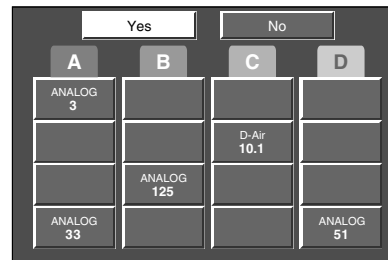 Yes No
A B C D
ANALOG
3
D-Air
10.1
ANALOG
125
ANALOG ANALOG
33 51